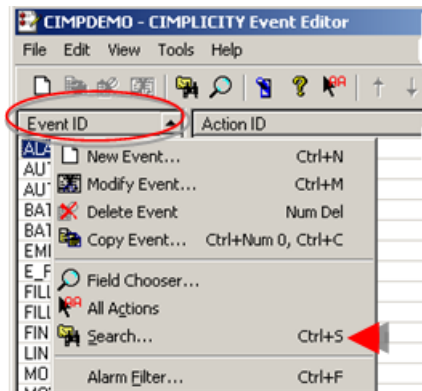 CIMPDEMO - CIMPLICITY Event Editor
File Edit View Tools Help
Event ID Action ID
ALA
New Event... Ctrl+N
AUT
AUT
Modify Event... Ctrl+M
BAT
Delete Event Num Del
BAT
Copy Event... Ctrl+Num 0, Ctrl+C
EMI
E_F
Field Chooser...
FILL
FILL
All Actions
FIN
Search... Ctrl+S
LIN
MO
Alarm Filter... Ctrl+F